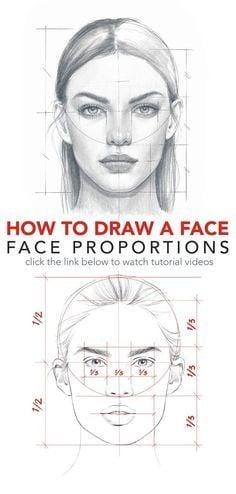 HOW TO DRAW A FACE
FACE PROPORTIONS
click the link below to watch tutorial videos
1/2
1/3
1/3 1/3 1/3
1/3
1/2
1/3